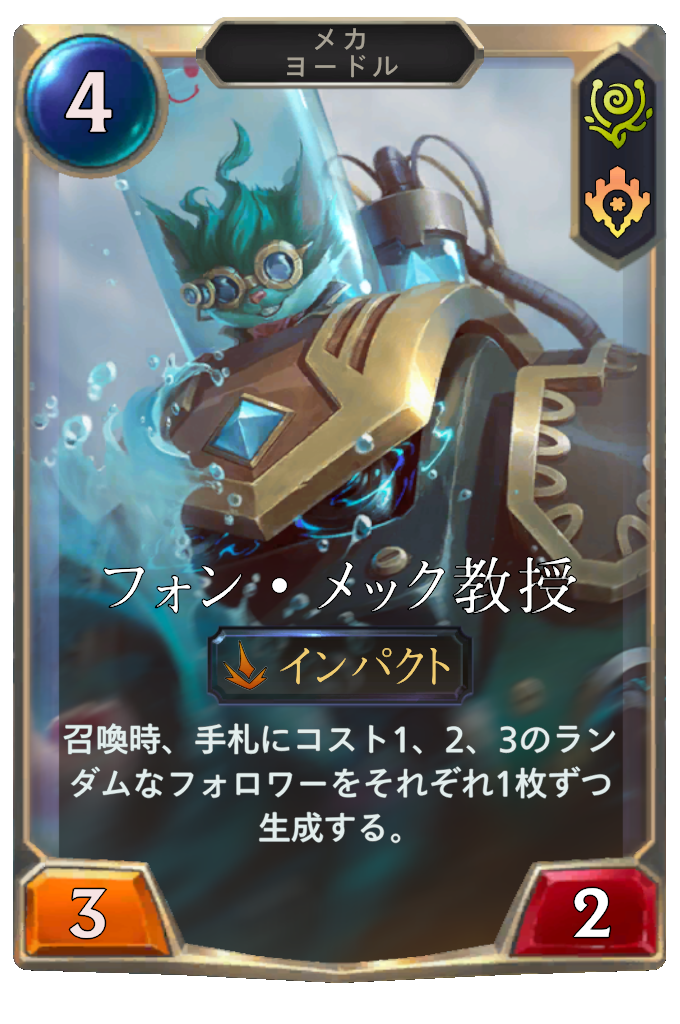 メカ
ヨードル
4
フォン・メック教授
インパクト
召喚時、手札にコスト1、2、3のラン
ダムなフォロワーをそれぞれ1枚ずつ
生成する。
3
2